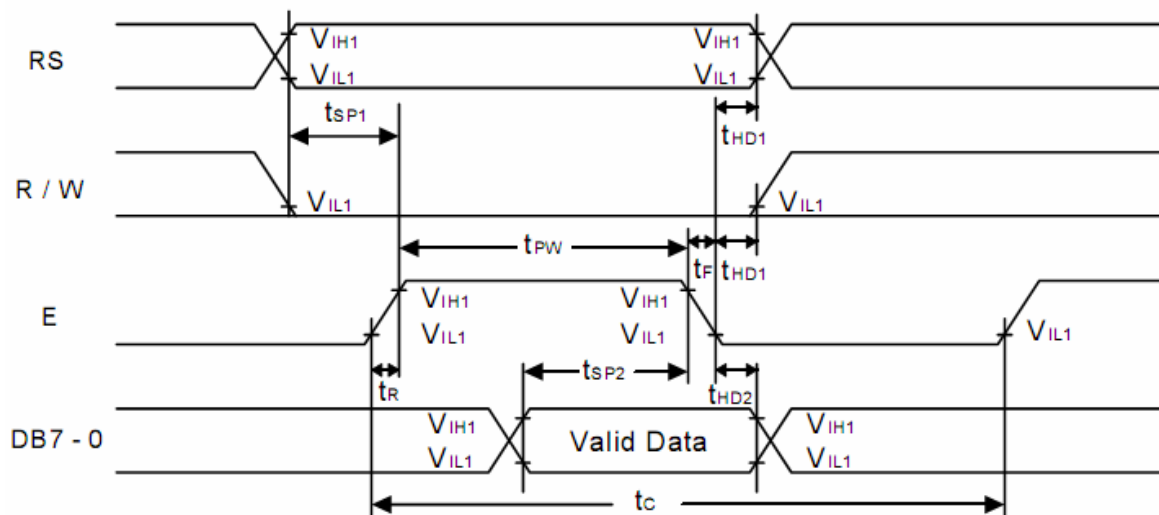 RS
VIH1 VIH1
VIL1 VIL1
tSP1
tHD1
R / W
VIL1 VIL1
tPW
tF tHD1
E
VIH1 VIH1
VIL1 VIL1 VIL1
tR
tSP2
tHD2
DB7 - 0
VIH1 Valid Data VIH1
VIL1 VIL1
tC